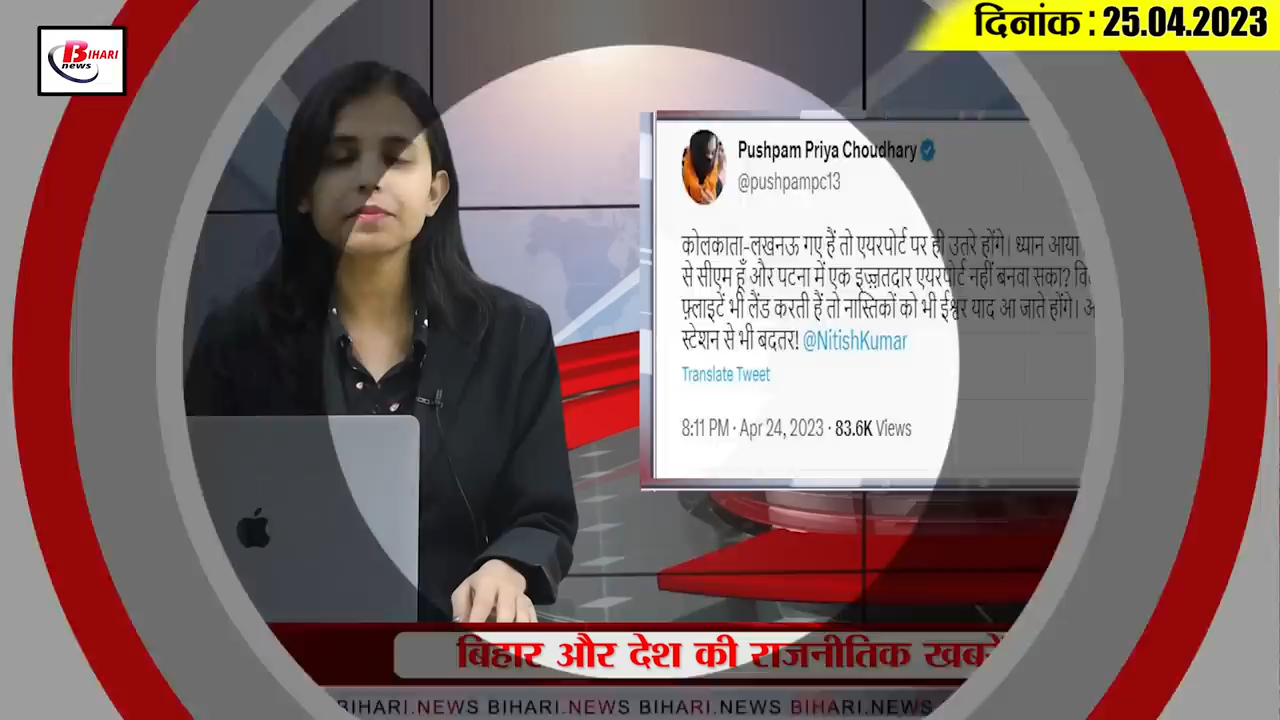 BIHARI
news
दिनांक : 25.04.2023
Pushpam Priya Choudhary
@pushpampc13
कोलकाता-लखनऊ गए हैं तो एयरपोर्ट पर ही उतरे होंगे। ध्यान आया
से सीएम हूँ और पटना में एक इज़्ज़तदार एयरपोर्ट नहीं बनवा सका?
फ़्लाइटें भी लैंड करती हैं तो नास्तिकों को भी ईश्वर याद आ जाते होंगे।
स्टेशन से भी बदतर! @NitishKumar
Translate Tweet
8:11 PM · Apr 24, 2023 · 83.6K Views
बिहार और देश की राजनीतिक खबरें
BIHARI.NEWS BIHARI.NEWS BIHARI.NEWS BIHARI.NEWS